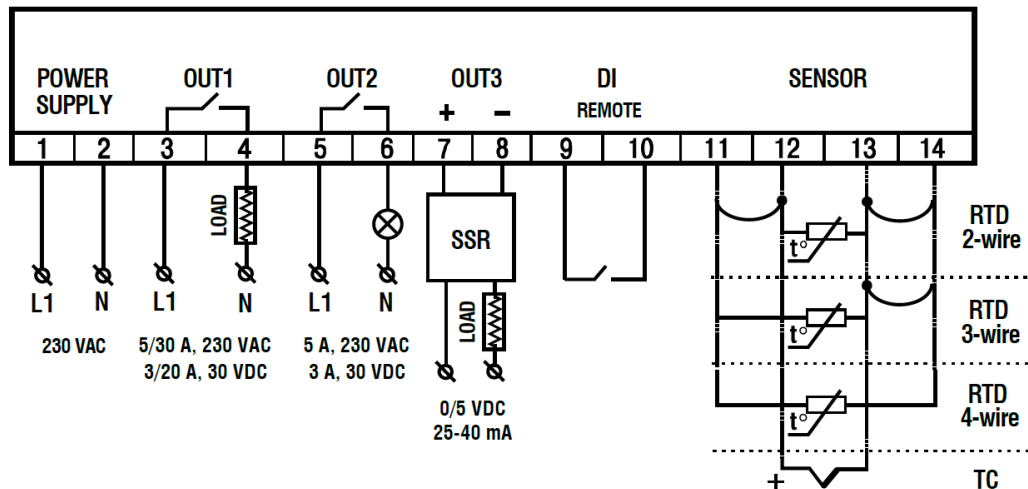 POWER SUPPLY
OUT1
OUT2
OUT3
DI
SENSOR
+ −
REMOTE
1 2 3 4 5 6 7 8 9 10 11 12 13 14
LOAD
SSR
L1 N L1 N L1 N
LOAD
230 VAC
5/30 A, 230 VAC
3/20 A, 30 VDC
5 A, 230 VAC
3 A, 30 VDC
0/5 VDC
25-40 mA
t°
RTD
2-wire
t°
RTD
3-wire
t°
RTD
4-wire
+
TC